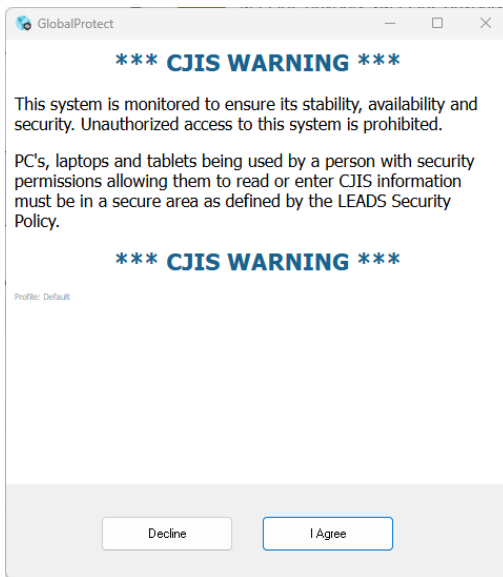 GlobalProtect
*** CJIS WARNING ***
This system is monitored to ensure its stability, availability and
security. Unauthorized access to this system is prohibited.
PC's, laptops and tablets being used by a person with security
permissions allowing them to read or enter CJIS information
must be in a secure area as defined by the LEADS Security
Policy.
*** CJIS WARNING ***
Profile: Default
Decline
I Agree